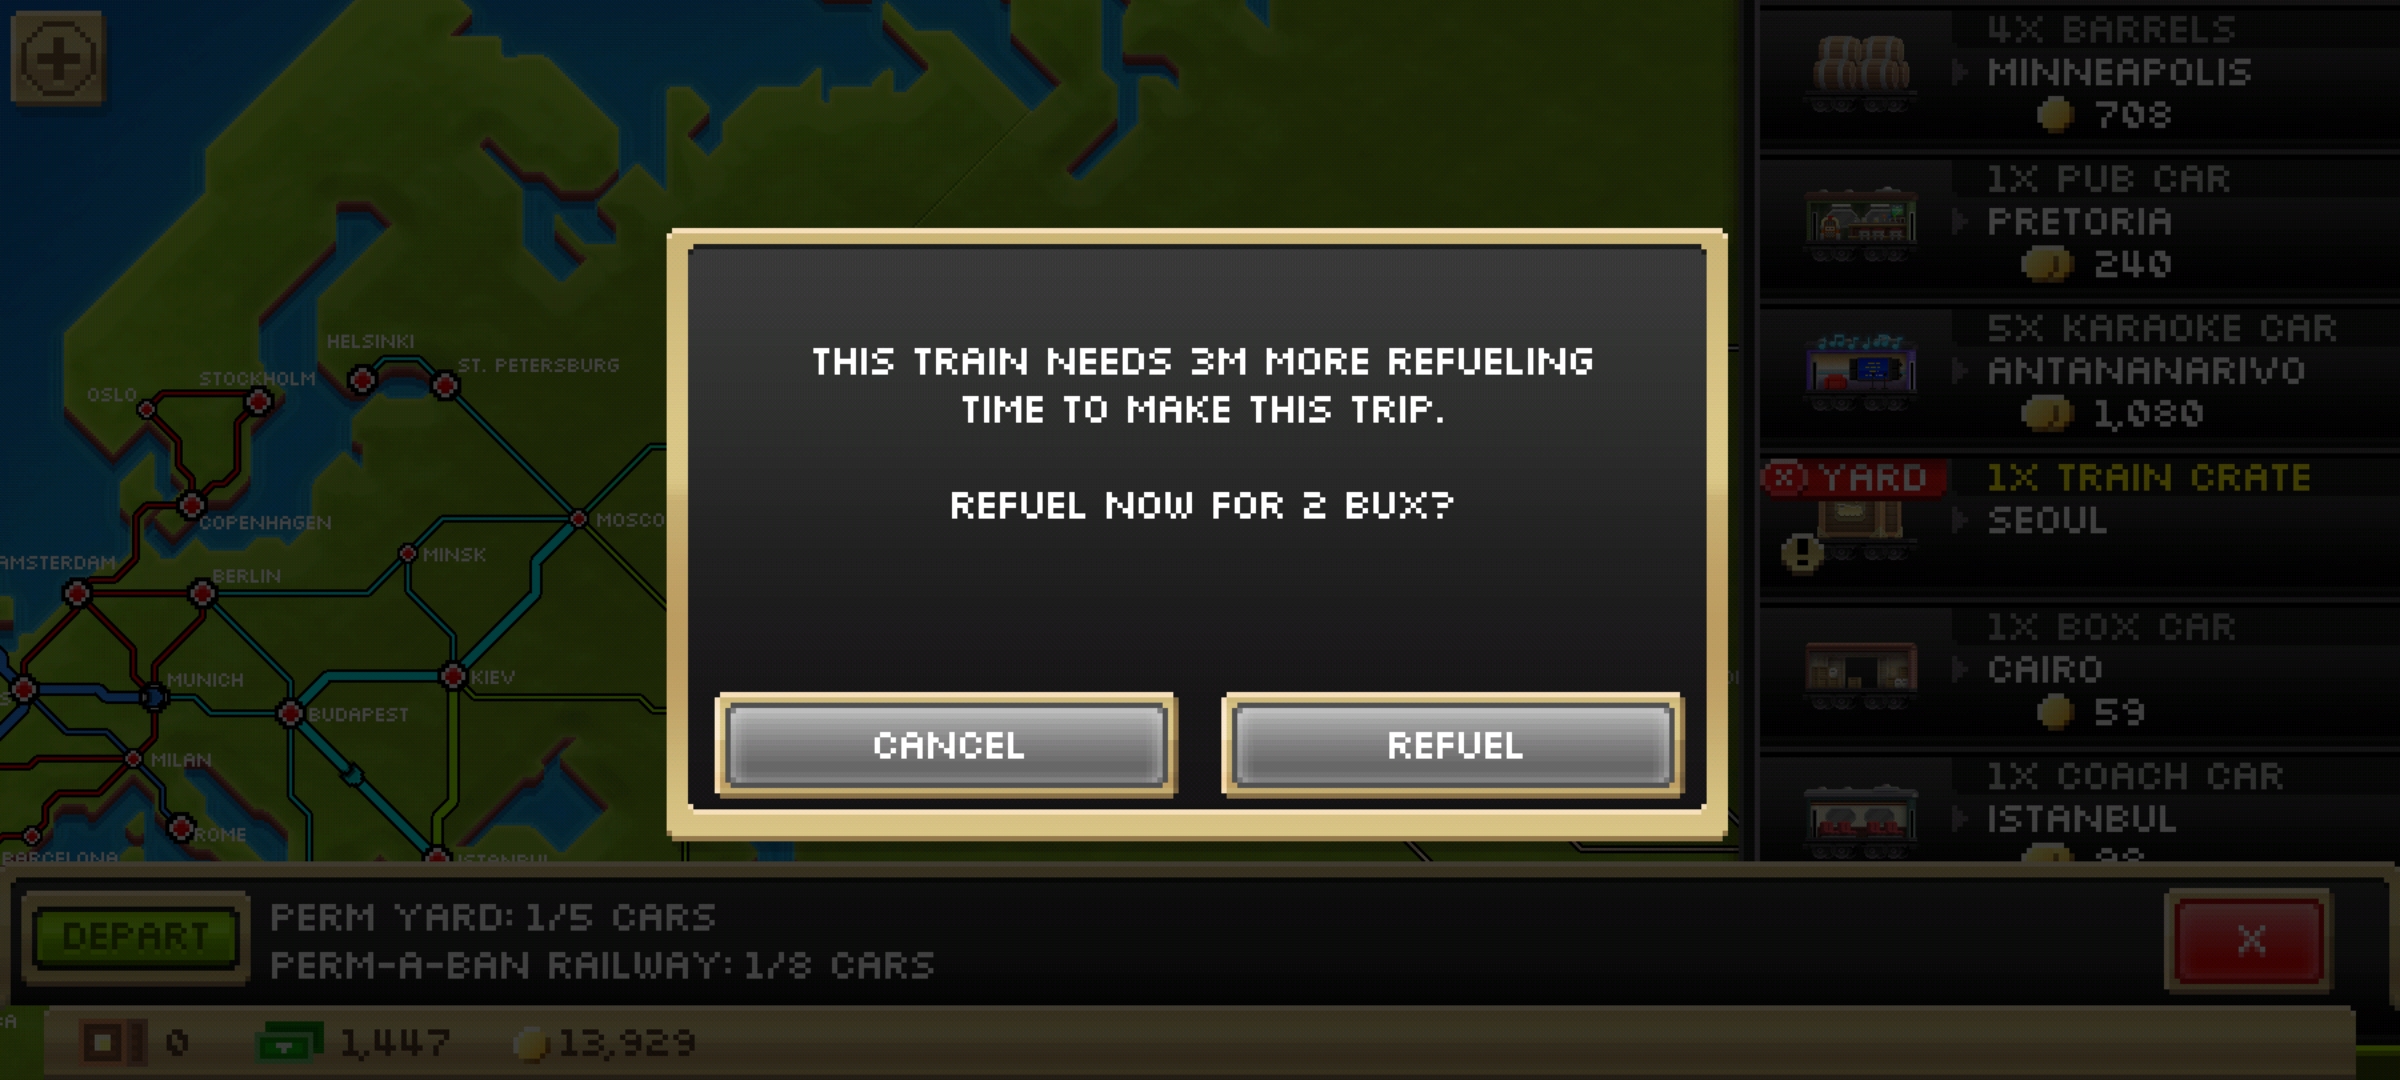 4X BARRELS
MINNEAPOLIS
708
1X PUB CAR
PRETORIA
240
5X KARAOKE CAR
ANTANANARIVO
1,080
YARD
1X TRAIN CRATE
SEOUL
1X BOX CAR
CAIRO
59
1X COACH CAR
ISTANBUL
HELSINKI
ST. PETERSBURG
STOCKHOLM
OSLO
COPENHAGEN
MOSCO
MINSK
AMSTERDAM
BERLIN
MUNICH
KIEV
BUDAPEST
MILAN
ROME
BARCELONA
ISTANBUL
THIS TRAIN NEEDS 3M MORE REFUELING
TIME TO MAKE THIS TRIP.
REFUEL NOW FOR 2 BUX?
CANCEL
REFUEL
DEPART
PERM YARD: 1/5 CARS
PERM-A-BAN RAILWAY: 1/8 CARS
X
0
1,447
13,929